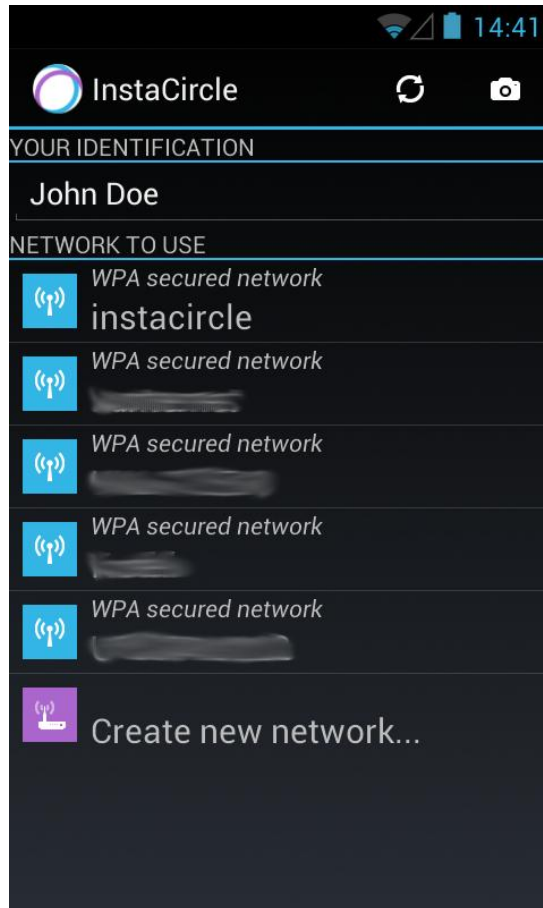 14:41
InstaCircle
YOUR IDENTIFICATION
John Doe
NETWORK TO USE
WPA secured network
instacircle
WPA secured network
WPA secured network
WPA secured network
WPA secured network
Create new network...